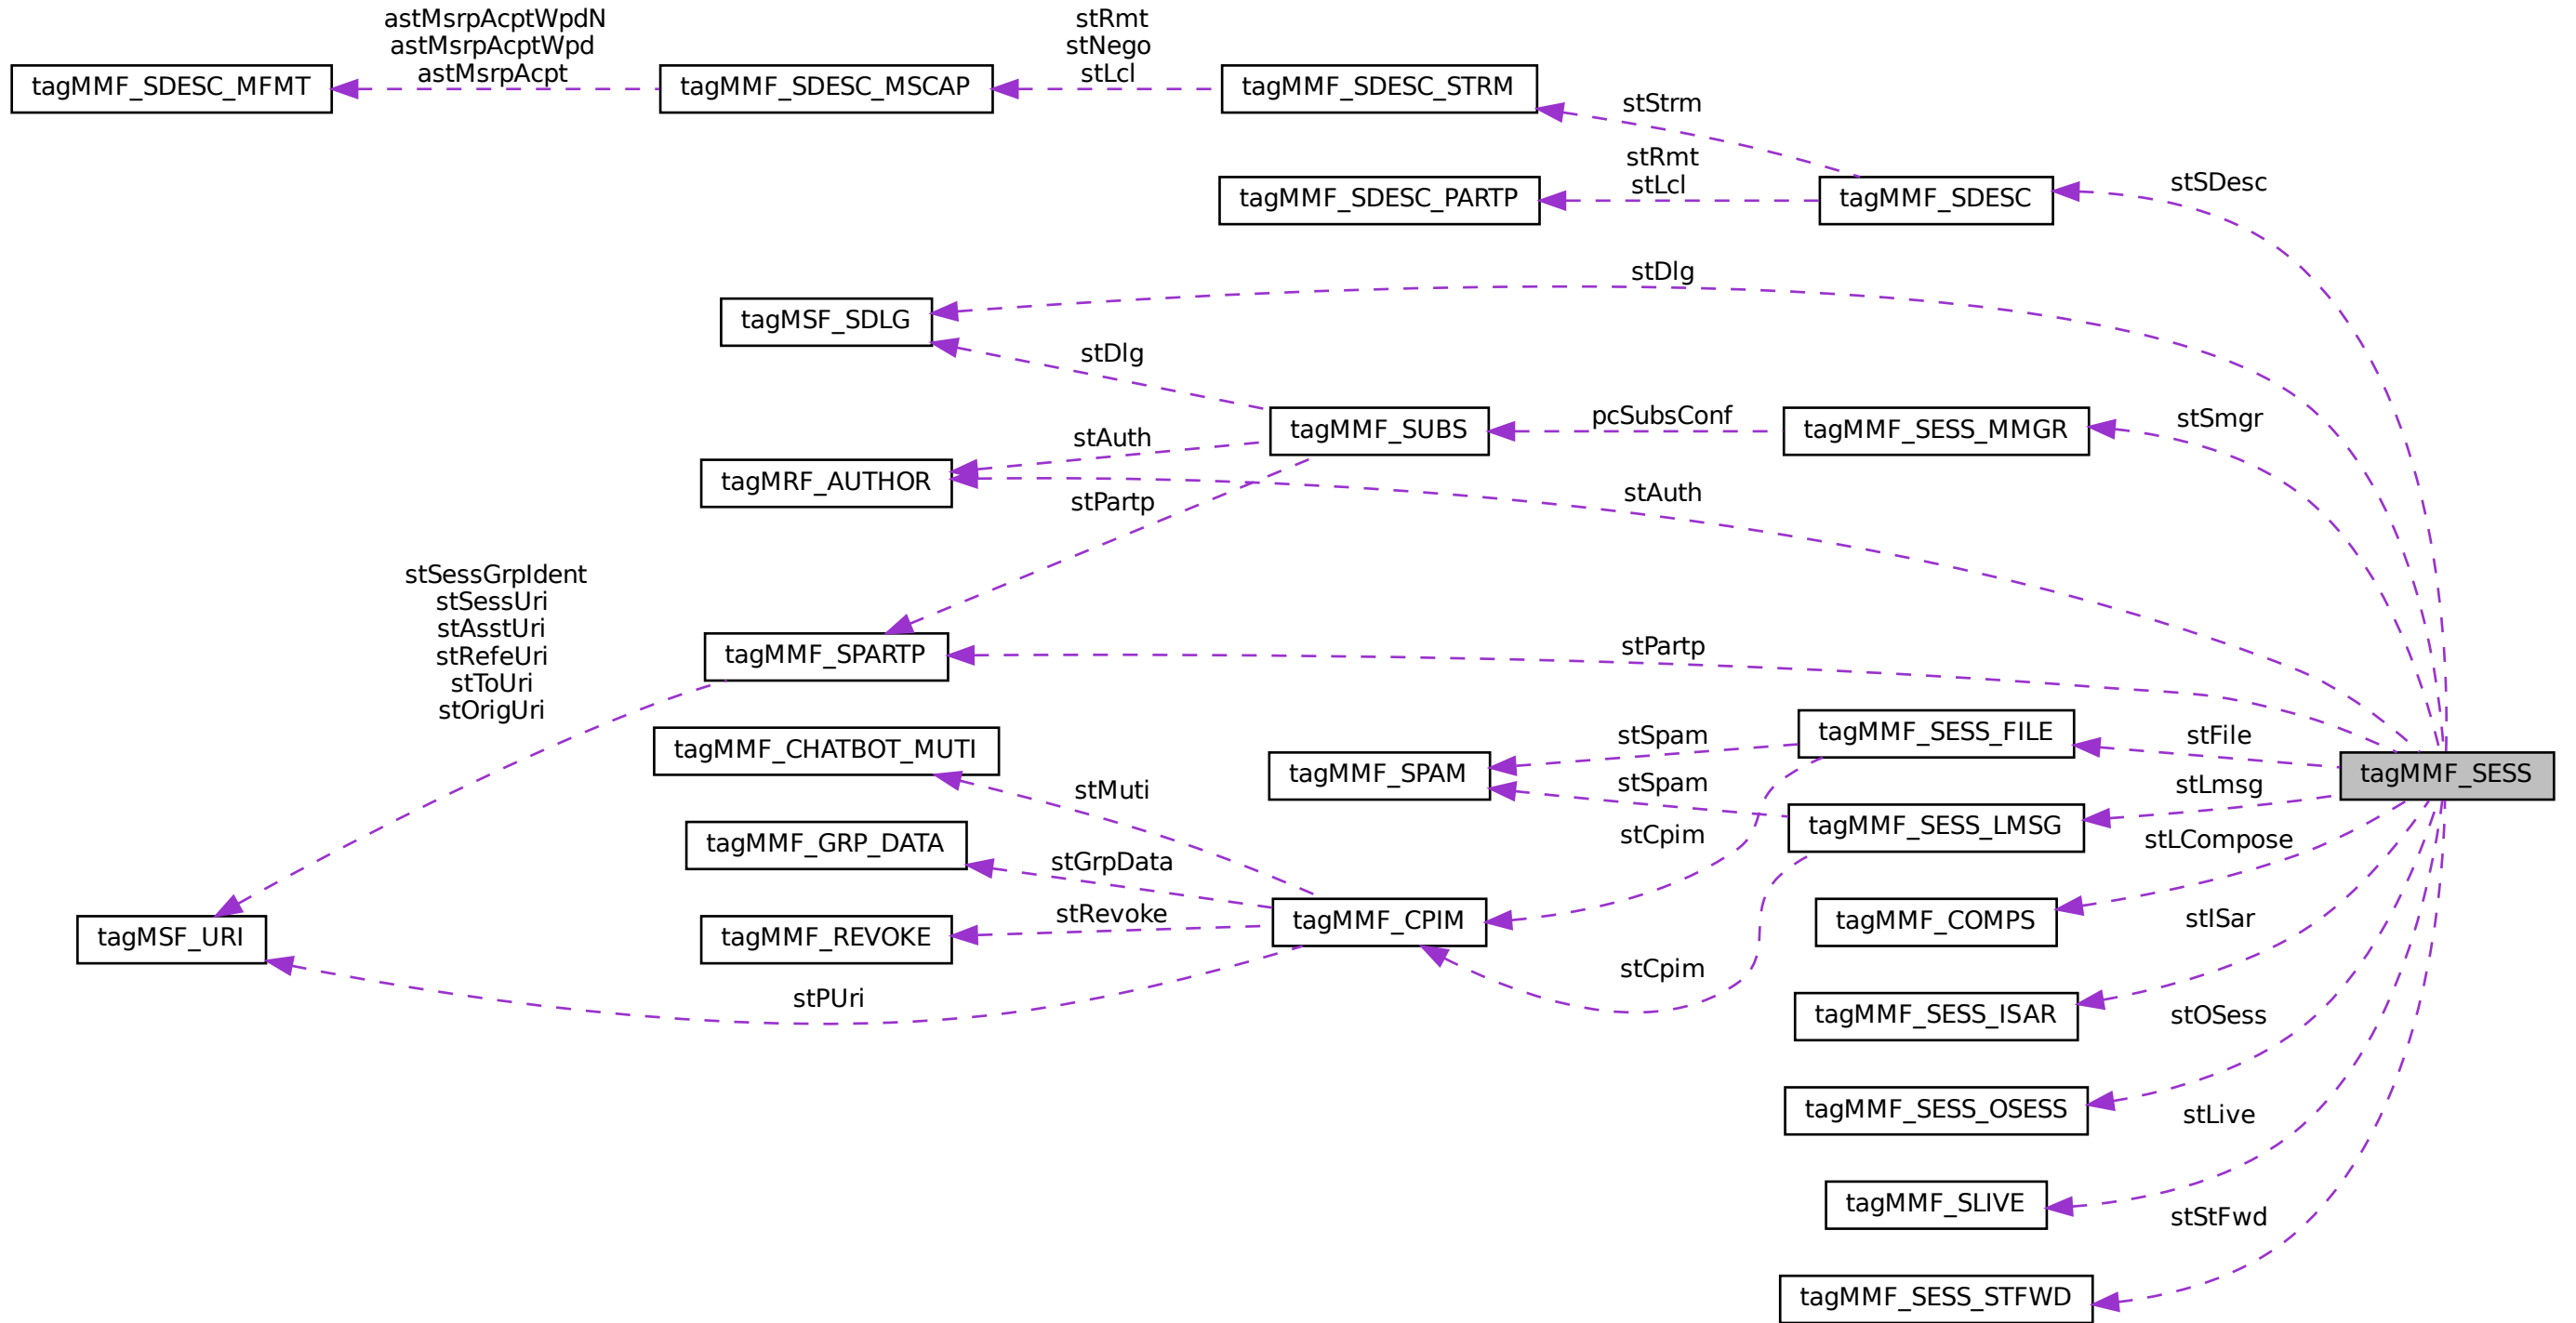 astMsrpAcptWpdN
astMsrpAcptWpd
astMsrpAcpt
stRmt
stNego
stLcl
tagMMF_SDESC_MFMT
tagMMF_SDESC_MSCAP
tagMMF_SDESC_STRM
stStrm
stRmt
stLcl
tagMMF_SDESC_PARTP
tagMMF_SDESC
stSDesc
stDlg
tagMSF_SDLG
stDlg
tagMMF_SUBS
pcSubsConf
tagMMF_SESS_MMGR
stSmgr
stAuth
tagMRF_AUTHOR
stPartp
stAuth
stSessGrpIdent
stSessUri
stAsstUri
stRefeUri
stToUri
stOrigUri
tagMMF_SPARTP
stPartp
tagMMF_CHATBOT_MUTI
stSpam
tagMMF_SESS_FILE
stFile
tagMMF_SPAM
tagMMF_SESS
stMuti
stSpam
stLmsg
tagMMF_GRP_DATA
stGrpData
stCpim
tagMMF_SESS_LMSG
stLCompose
tagMSF_URI
tagMMF_REVOKE
stRevoke
tagMMF_CPIM
tagMMF_COMPS
stISar
stPUri
stCpim
tagMMF_SESS_ISAR
stOSess
tagMMF_SESS_OSESS
stLive
tagMMF_SLIVE
stStFwd
tagMMF_SESS_STFWD